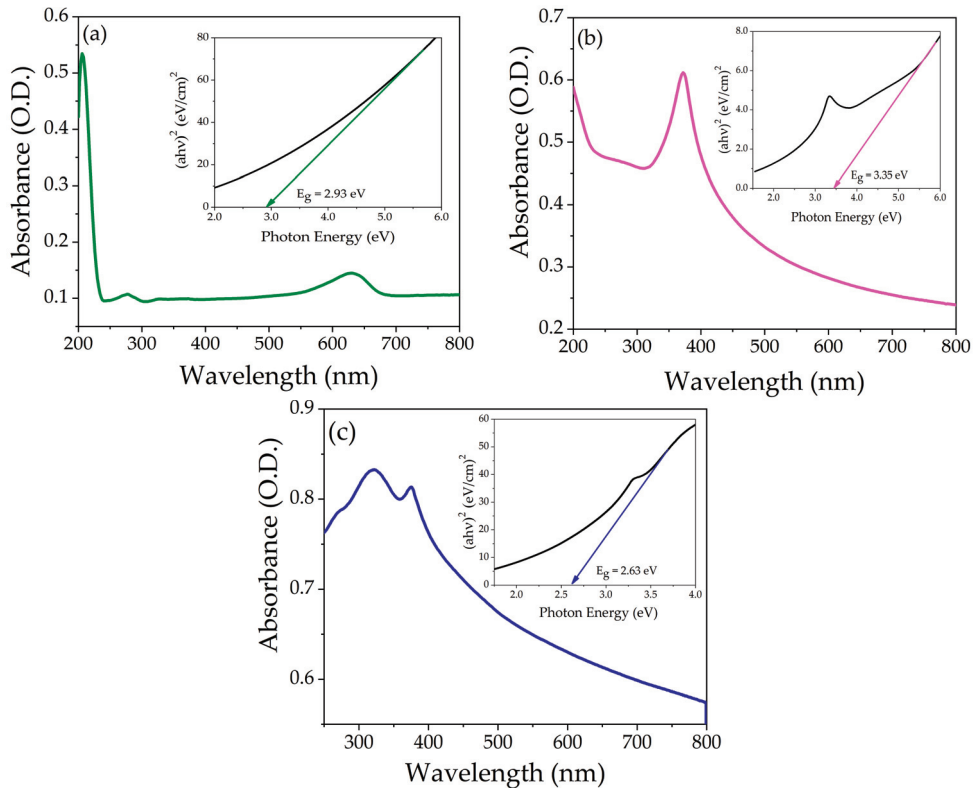 (a)
0.6
0.5
0.4
0.3
0.2
0.1
200 300 400 500 600 700 800
Wavelength (nm)
Absorbance (O.D.)
80
60
40
20
0
2.0 3.0 4.0 5.0 6.0
Photon Energy (eV)
(ahv)² (eV/cm)²
E₉ = 2.93 eV
(b)
0.7
0.6
0.5
0.4
0.3
0.2
200 300 400 500 600 700 800
Wavelength (nm)
Absorbance (O.D.)
8.0
6.0
4.0
2.0
0.0
2.0 3.0 4.0 5.0 6.0
Photon Energy (eV)
(ahv)² (eV/cm)²
Eg = 3.35 eV
(c)
0.9
0.8
0.7
0.6
300 400 500 600 700 800
Wavelength (nm)
Absorbance (O.D.)
60
50
40
30
20
10
0
2.0 2.5 3.0 3.5 4.0
Photon Energy (eV)
(ahv)² (eV/cm)²
Eg = 2.63 eV